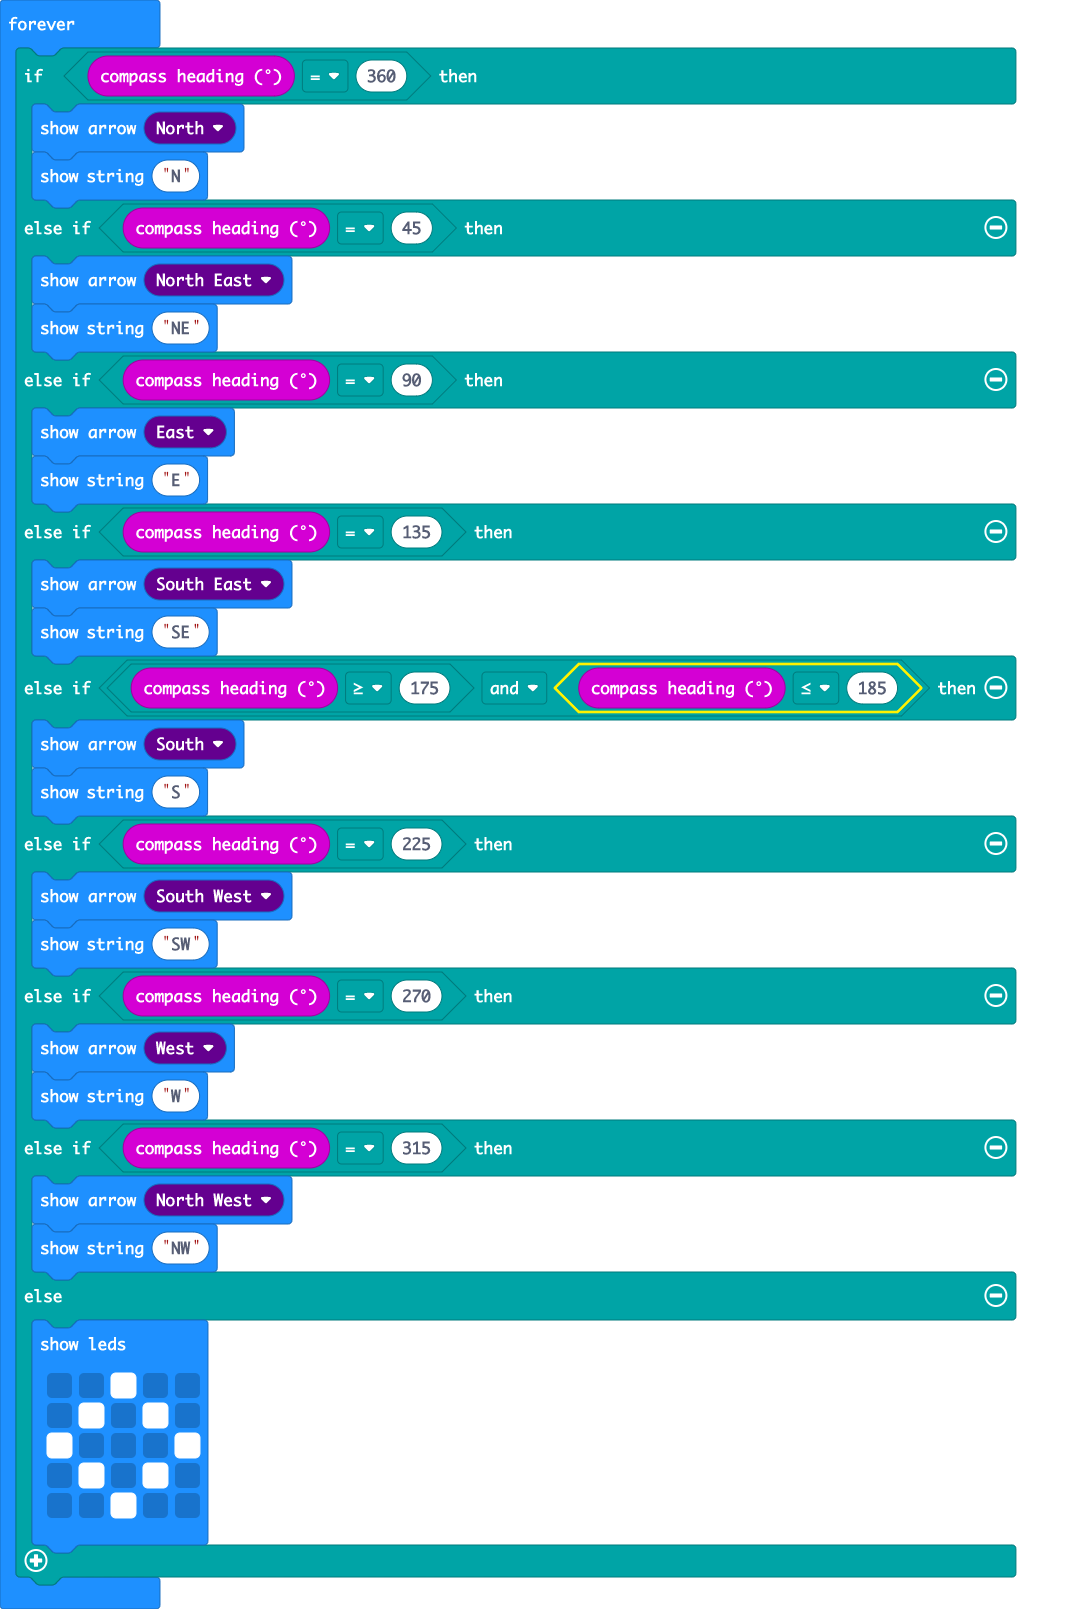 forever
if compass heading (°) = 360 then
show arrow North
show string "N"
else if compass heading (°) = 45 then
show arrow North East
show string "NE"
else if compass heading (°) = 90 then
show arrow East
show string "E"
else if compass heading (°) = 135 then
show arrow South East
show string "SE"
else if compass heading (°) ≥ 175 and compass heading (°) ≤ 185 then
show arrow South
show string "S"
else if compass heading (°) = 225 then
show arrow South West
show string "SW"
else if compass heading (°) = 270 then
show arrow West
show string "W"
else if compass heading (°) = 315 then
show arrow North West
show string "NW"
else
show leds